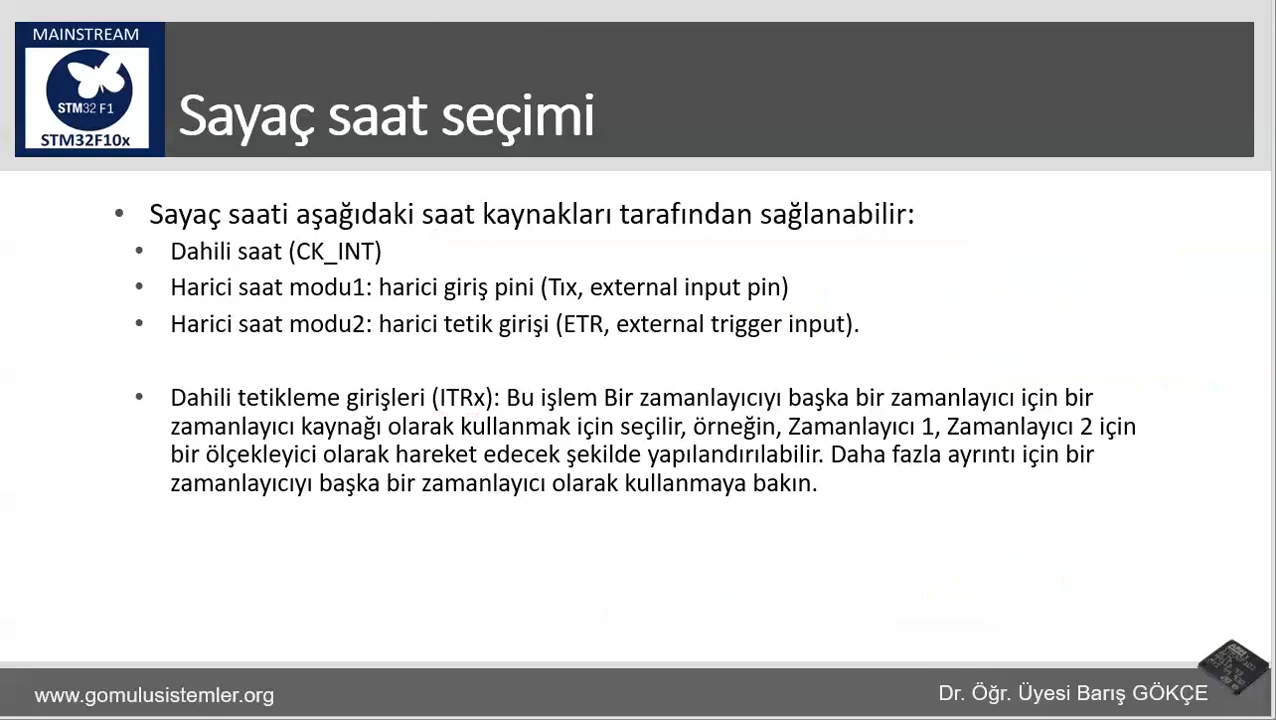 MAINSTREAM
STM32 F1
STM32F10x
Sayaç saat seçimi
• Sayaç saati aşağıdaki saat kaynakları tarafından sağlanabilir:
• Dahili saat (CK_INT)
• Harici saat modu1: harici giriş pini (Tıx, external input pin)
• Harici saat modu2: harici tetik girişi (ETR, external trigger input).
• Dahili tetikleme girişleri (ITRx): Bu işlem Bir zamanlayıcıyı başka bir zamanlayıcı için bir
zamanlayıcı kaynağı olarak kullanmak için seçilir, örneğin, Zamanlayıcı 1, Zamanlayıcı 2 için
bir ölçekleyici olarak hareket edecek şekilde yapılandırılabilir. Daha fazla ayrıntı için bir
zamanlayıcıyı başka bir zamanlayıcı olarak kullanmaya bakın.
www.gomulusistemler.org
Dr. Öğr. Üyesi Barış GÖKÇE